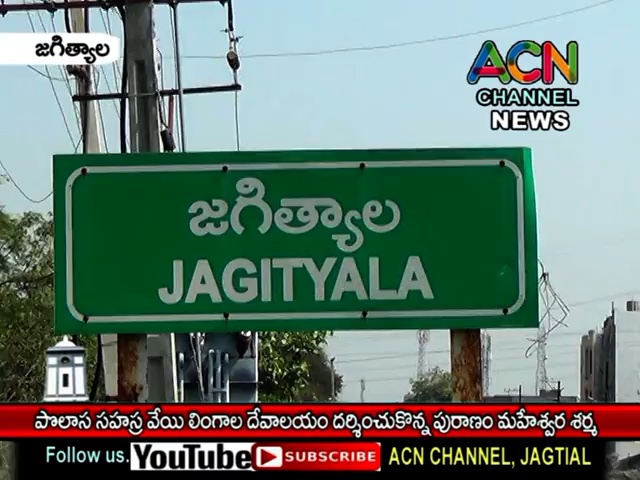 జగిత్యాల
ACN
CHANNEL
NEWS
జగిత్యాల
JAGITYALA
పొలాస సహస్ర వేయి లింగాల దేవాలయం దర్శించుకొన్న పురాణం మహేశ్వర శర్మ
Follow us. YouTube SUBSCRIBE ACN CHANNEL, JAGTIAL